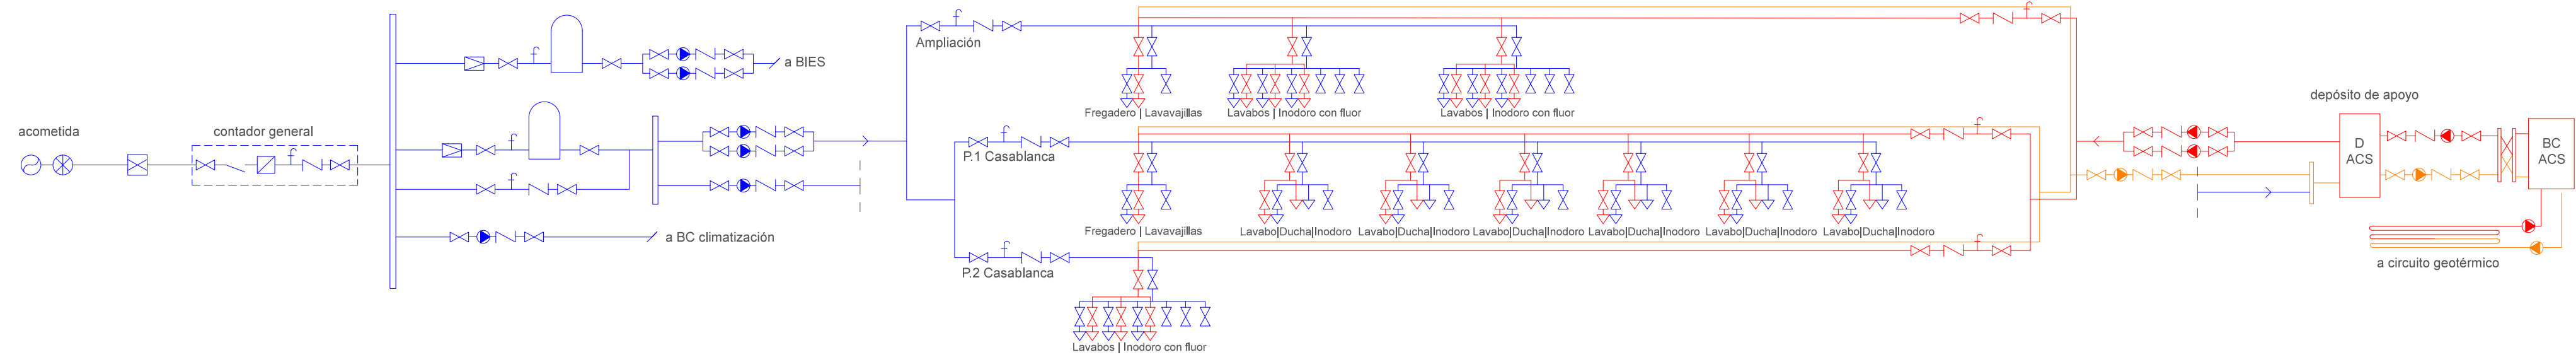 acometida
contador general
a BIES
a BC climatización
Ampliación
Fregadero | Lavavajillas
Lavabos | Inodoro con fluor
Lavabos | Inodoro con fluor
P.1 Casablanca
Fregadero | Lavavajillas
Lavabo|Ducha|Inodoro
Lavabo|Ducha|Inodoro
Lavabo|Ducha|Inodoro
Lavabo|Ducha|Inodoro
Lavabo|Ducha|Inodoro
Lavabo|Ducha|Inodoro
P.2 Casablanca
Lavabos | Inodoro con fluor
depósito de apoyo
D
ACS
BC
ACS
a circuito geotérmico